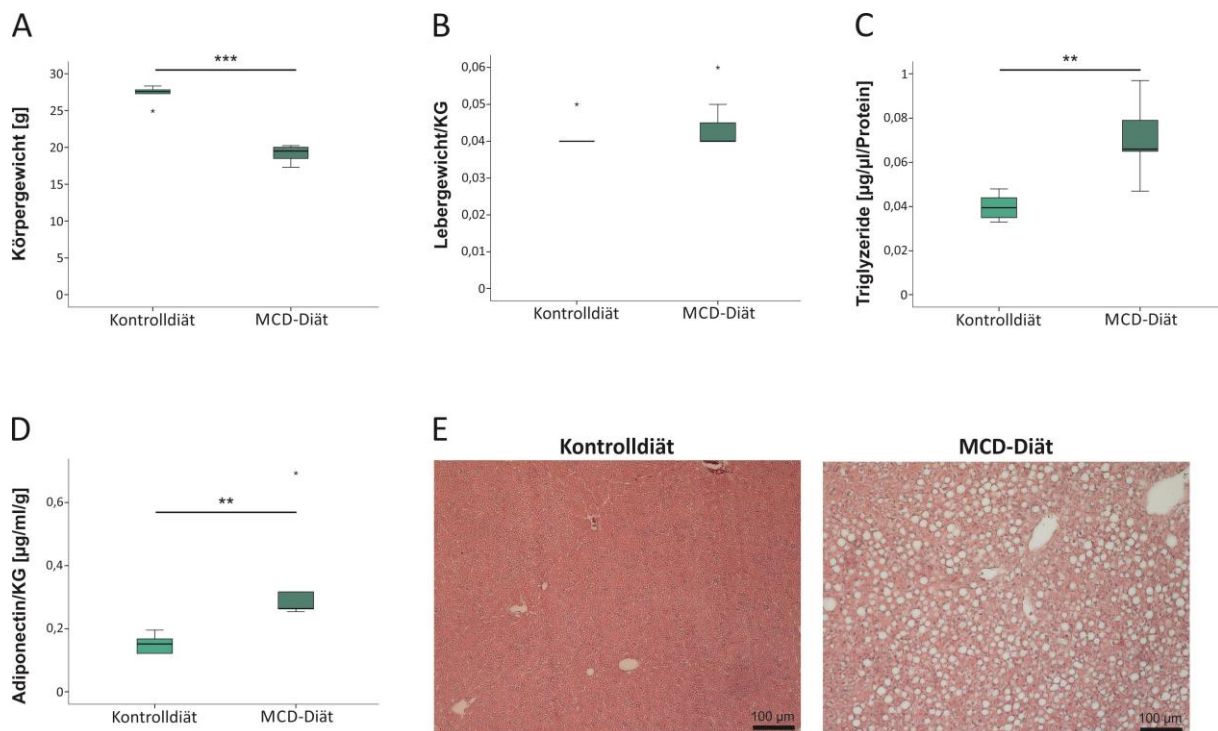 A
Körpergewicht [g]
***
30
25
20
15
10
5
0
*
Kontrolldiät
MCD-Diät
B
Lebergewicht/KG
0,06
0,05
0,04
0,03
0,02
0,01
0
*
*
Kontrolldiät
MCD-Diät
C
Triglyzeride [µg/µl/Protein]
**
1
0,08
0,06
0,04
0,02
0
Kontrolldiät
MCD-Diät
D
Adiponectin/KG [µg/ml/g]
0,6
0,4
0,2
0
**
*
Kontrolldiät
MCD-Diät
E
Kontrolldiät
100 µm
MCD-Diät
100 µm